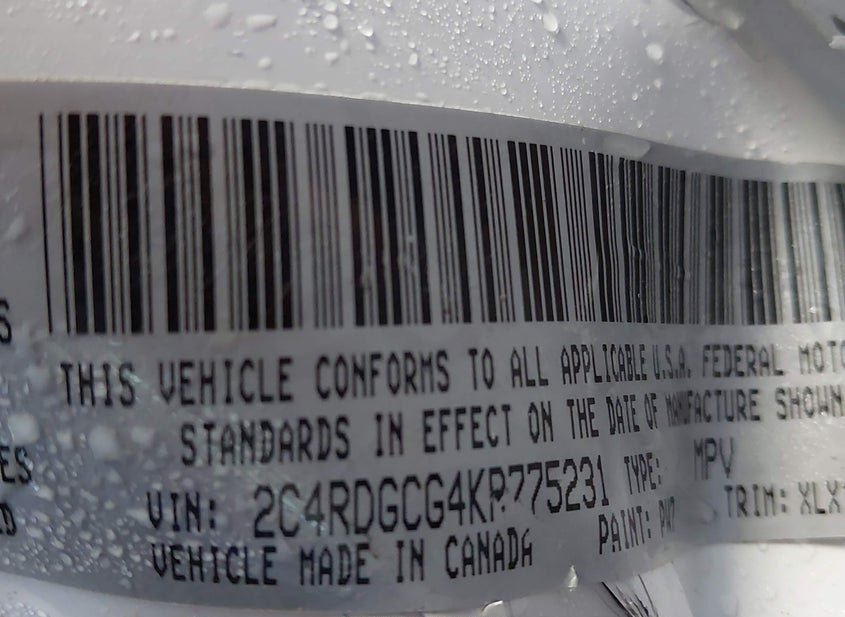 S
THIS VEHICLE CONFORMS TO ALL APPLICABLE U.S.A. FEDERAL MOTO
STANDARDS IN EFFECT ON THE DATE OF MANUFACTURE SHOWN
ES
VIN: 2C4RDGCG4KR775231 TYPE: MPV
VEHICLE MADE IN CANADA PAINT: PW7 TRIM: XLX